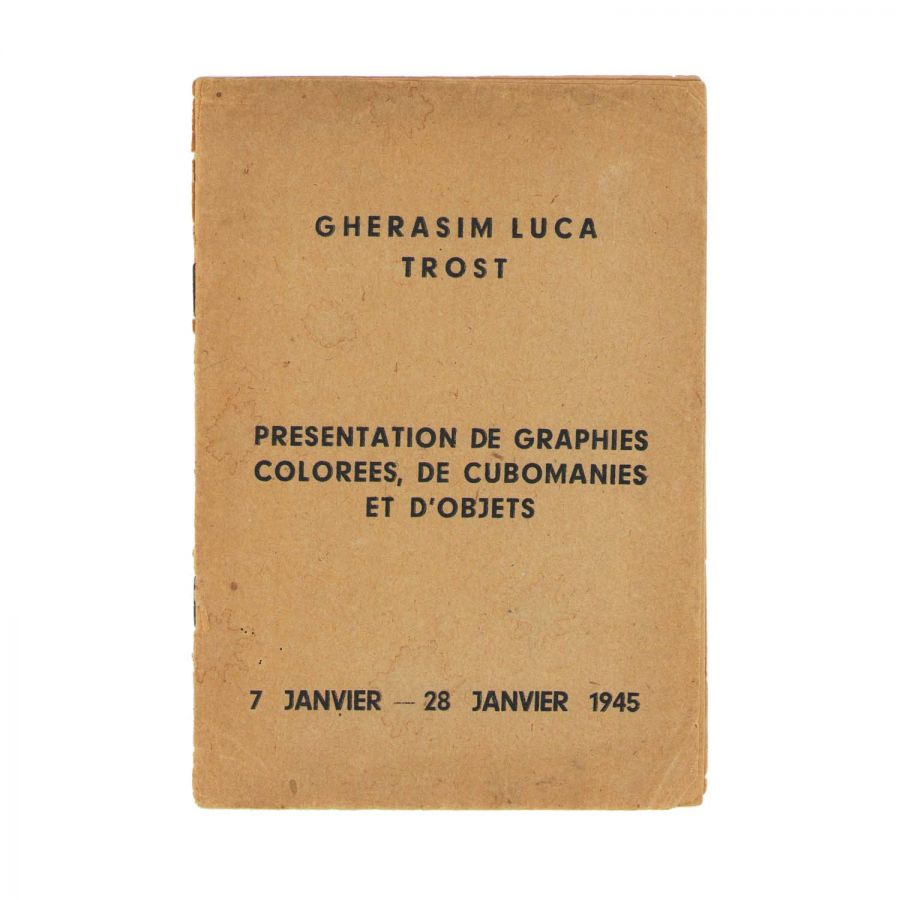 GHERASIM LUCA
TROST
PRESENTATION DE GRAPHIES
COLOREES, DE CUBOMANIES
ET D'OBJETS
7 JANVIER — 28 JANVIER 1945